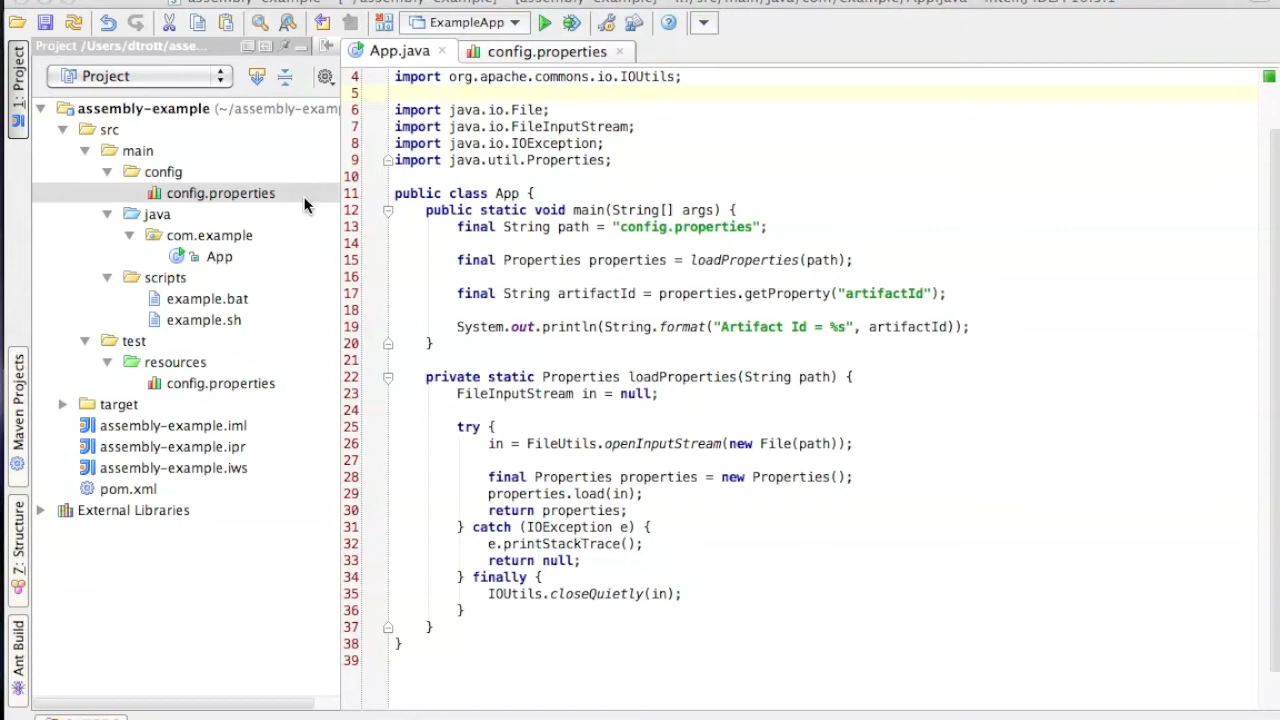 ExampleApp
Project /Users/dtrott/asse...
1: Project
Project
assembly-example (~/assembly-examp
src
main
config
config.properties
java
com.example
App
scripts
example.bat
example.sh
test
resources
config.properties
target
assembly-example.iml
assembly-example.ipr
assembly-example.iws
pom.xml
External Libraries
Maven Projects
Z: Structure
Ant Build
App.java
config.properties
4 import org.apache.commons.io.IOUtils;
5
6 import java.io.File;
7 import java.io.FileInputStream;
8 import java.io.IOException;
9 import java.util.Properties;
10
11 public class App {
12 public static void main(String[] args) {
13 final String path = "config.properties";
14
15 final Properties properties = loadProperties(path);
16
17 final String artifactId = properties.getProperty("artifactId");
18
19 System.out.println(String.format("Artifact Id = %s", artifactId));
20 }
21
22 private static Properties loadProperties(String path) {
23 FileInputStream in = null;
24
25 try {
26 in = FileUtils.openInputStream(new File(path));
27
28 final Properties properties = new Properties();
29 properties.load(in);
30 return properties;
31 } catch (IOException e) {
32 e.printStackTrace();
33 return null;
34 } finally {
35 IOUtils.closeQuietly(in);
36 }
37 }
38 }
39